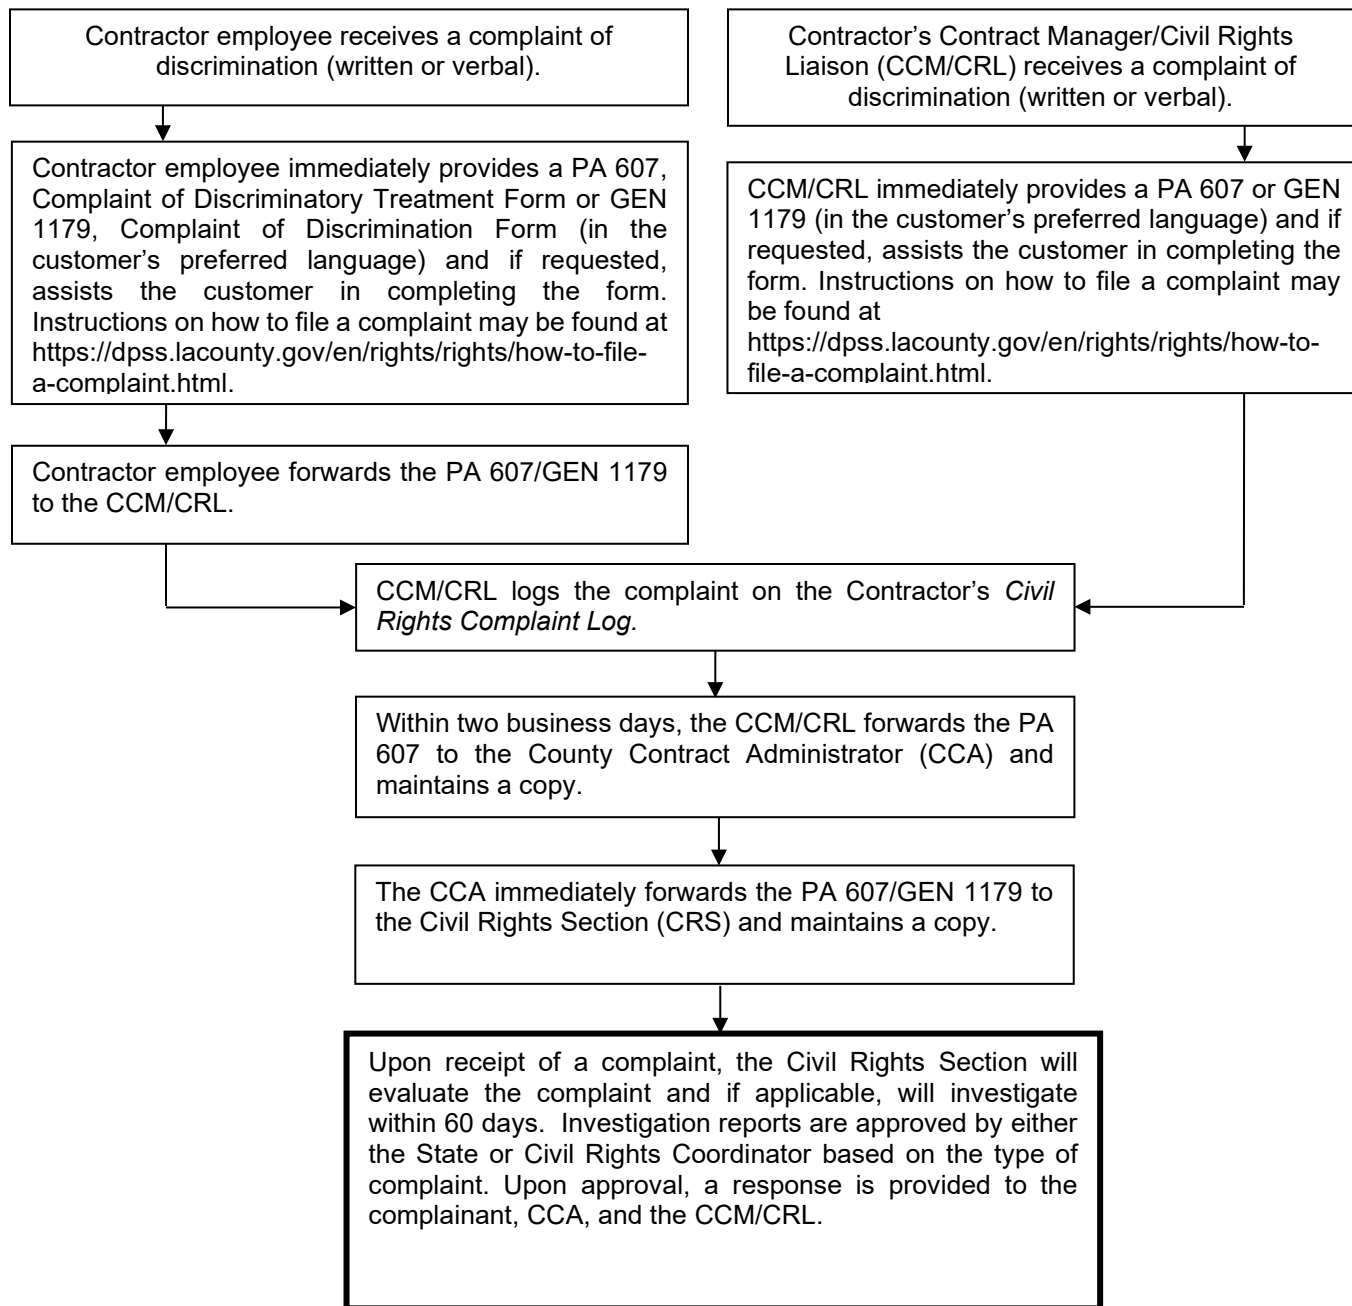 Contractor employee receives a complaint of
discrimination (written or verbal).
Contractor's Contract Manager/Civil Rights
Liaison (CCM/CRL) receives a complaint of
discrimination (written or verbal).
Contractor employee immediately provides a PA 607,
Complaint of Discriminatory Treatment Form or GEN
1179, Complaint of Discrimination Form (in the
customer's preferred language) and if requested,
assists the customer in completing the form.
Instructions on how to file a complaint may be found at
https://dpss.lacounty.gov/en/rights/rights/how-to-file-
a-complaint.html.
CCM/CRL immediately provides a PA 607 or GEN
1179 (in the customer's preferred language) and if
requested, assists the customer in completing the
form. Instructions on how to file a complaint may
be found at
https://dpss.lacounty.gov/en/rights/rights/how-to-
file-a-complaint.html.
Contractor employee forwards the PA 607/GEN 1179
to the CCM/CRL.
CCM/CRL logs the complaint on the Contractor's Civil
Rights Complaint Log.
Within two business days, the CCM/CRL forwards the PA
607 to the County Contract Administrator (CCA) and
maintains a copy.
The CCA immediately forwards the PA 607/GEN 1179 to
the Civil Rights Section (CRS) and maintains a copy.
Upon receipt of a complaint, the Civil Rights Section will
evaluate the complaint and if applicable, will investigate
within 60 days.  Investigation reports are approved by either
the State or Civil Rights Coordinator based on the type of
complaint. Upon approval, a response is provided to the
complainant, CCA, and the CCM/CRL.